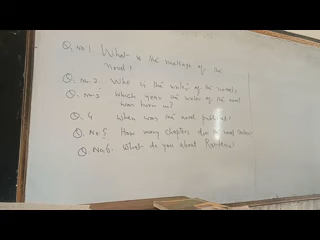 Q. No 1. What is the message of the
novel?
Q. No. 2. Who is the writer of the novel?
Q. No 3 Which year the writer of the novel
was born in?
Q. 4 When was the novel published?
Q. No. 5 How many chapters does the novel
Q. No 6. What do you about